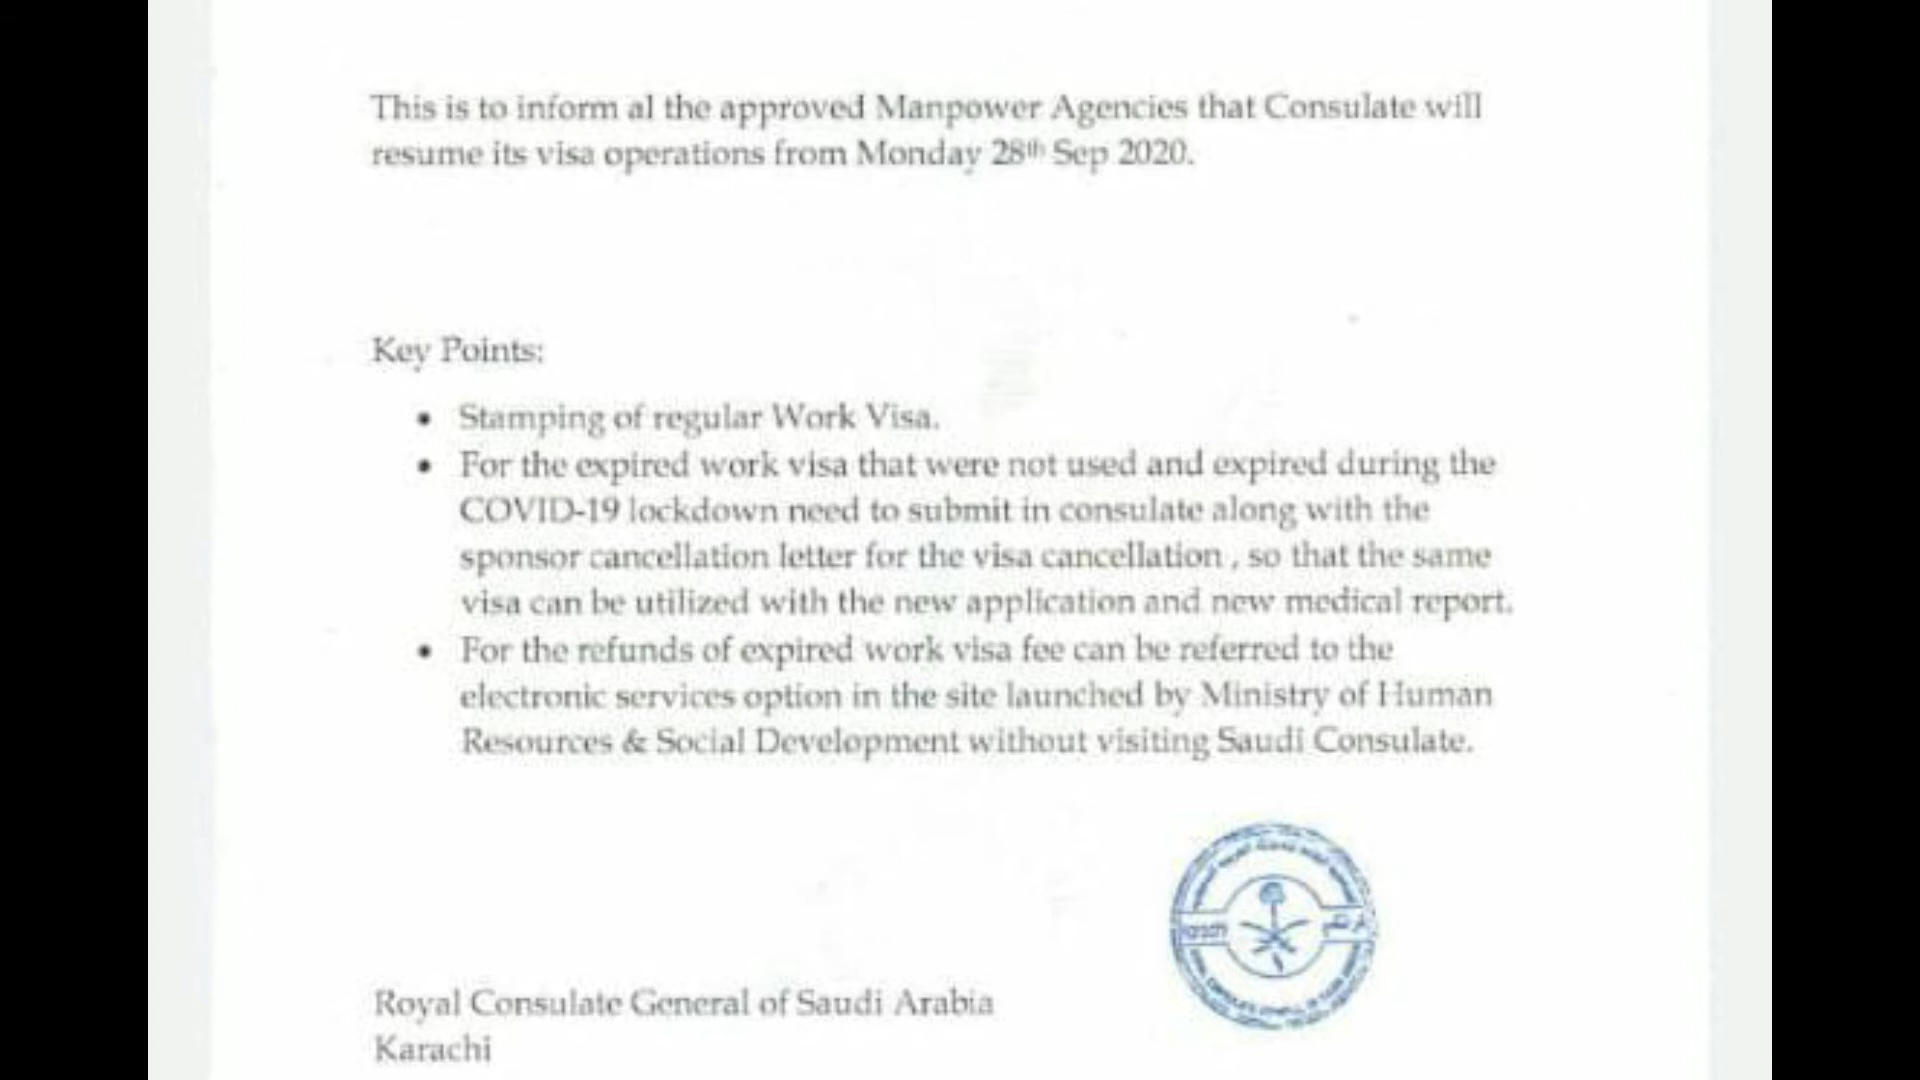 This is to inform al the approved Manpower Agencies that Consulate will
resume its visa operations from Monday 28th Sep 2020.
Key Points:
• Stamping of regular Work Visa.
• For the expired work visa that were not used and expired during the
COVID-19 lockdown need to submit in consulate along with the
sponsor cancellation letter for the visa cancellation , so that the same
visa can be utilized with the new application and new medical report.
• For the refunds of expired work visa fee can be referred to the
electronic services option in the site launched by Ministry of Human
Resources & Social Development without visiting Saudi Consulate.
Royal Consulate General of Saudi Arabia
Karachi